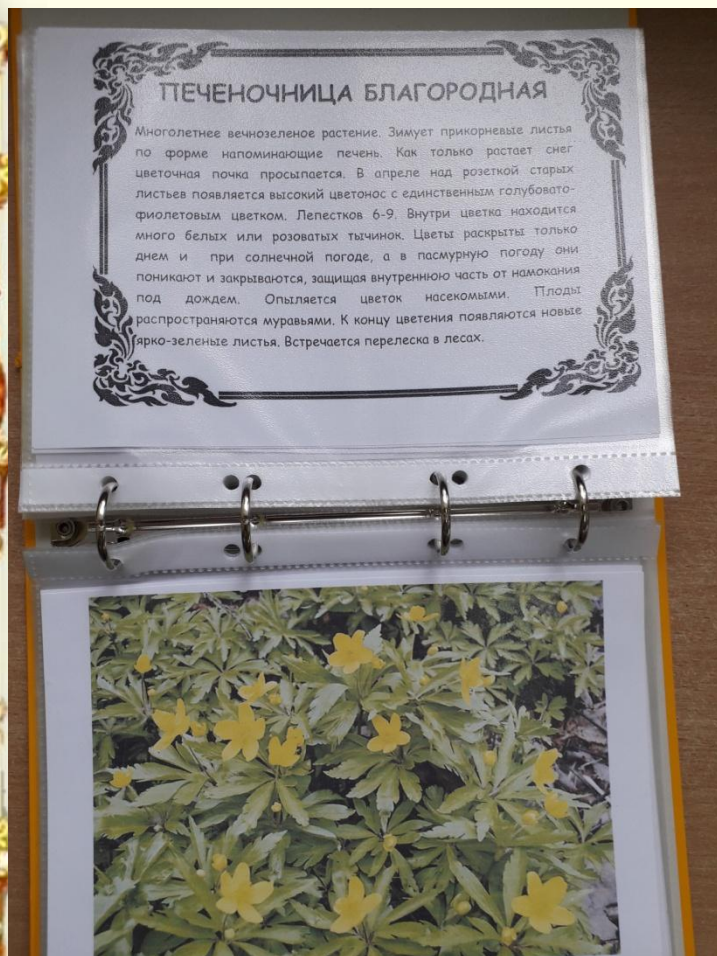 ПЕЧЕНОЧНИЦА БЛАГОРОДНАЯ
Многолетнее вечнозеленое растение. Зимует прикорневые листья
по форме напоминающие печень. Как только растает снег
цветочная почка просыпается. В апреле над розеткой старых
листьев появляется высокий цветонос с единственным голубовато-
фиолетовым цветком. Лепестков 6-9. Внутри цветка находится
много белых или розоватых тычинок. Цветы раскрыты только
днем и при солнечной погоде, а в пасмурную погоду они
поникают и закрываются, защищая внутреннюю часть от намокания
под дождем. Опыляется цветок насекомыми. Плоды
распространяются муравьями. К концу цветения появляются новые
ярко-зеленые листья. Встречается перелеска в лесах.